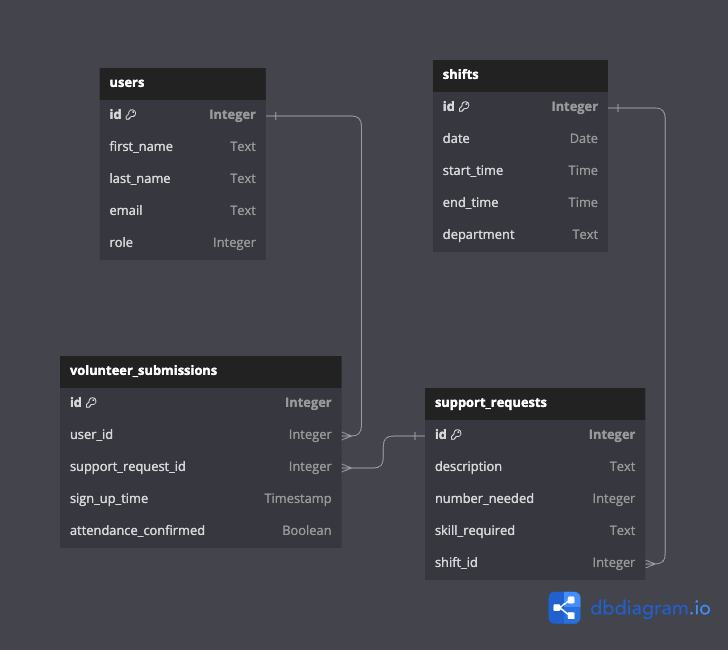 users
id Integer
first_name Text
last_name Text
email Text
role Integer
shifts
id Integer
date Date
start_time Time
end_time Time
department Text
volunteer_submissions
id Integer
user_id Integer
support_request_id Integer
sign_up_time Timestamp
attendance_confirmed Boolean
support_requests
id Integer
description Text
number_needed Integer
skill_required Text
shift_id Integer
dbdiagram.io